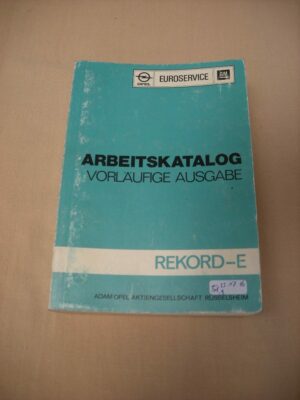 OPEL EUROSERVICE GM
ARBEITSKATALOG
VORLÄUFIGE AUSGABE
REKORD-E
ADAM OPEL AKTIENGESELLSCHAFT RÜSSELSHEIM